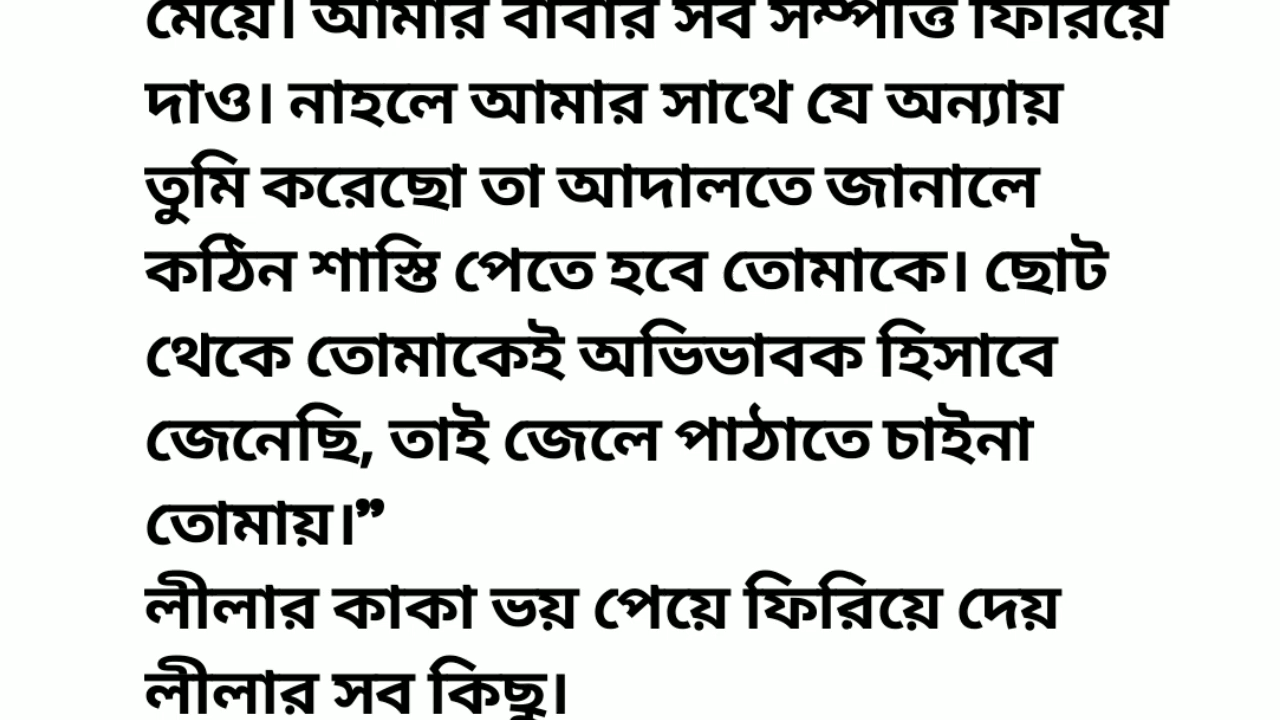 মেয়ে। আমার বাবার সব সম্পত্তি ফিরিয়ে
দাও। নাহলে আমার সাথে যে অন্যায়
তুমি করেছো তা আদালতে জানালে
কঠিন শাস্তি পেতে হবে তোমাকে। ছোট
থেকে তোমাকেই অভিভাবক হিসাবে
জেনেছি, তাই জেলে পাঠাতে চাইনা
তোমায়।”
লীলার কাকা ভয় পেয়ে ফিরিয়ে দেয়
লীলার সব কিছু।